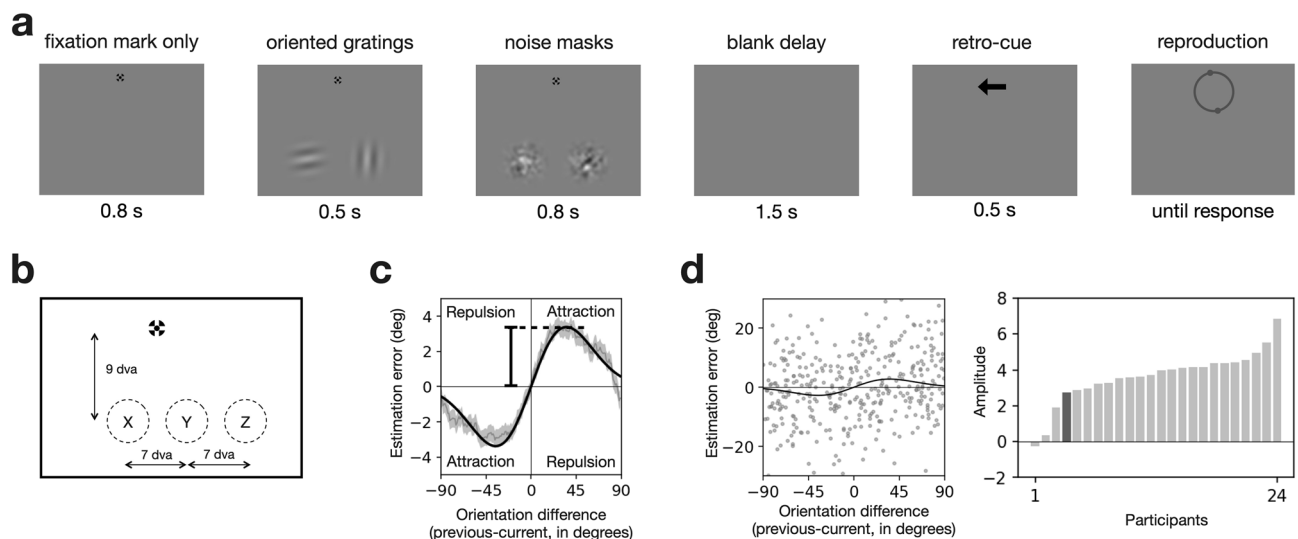 a
fixation mark only
oriented gratings
noise masks
blank delay
retro-cue
reproduction
0.8 s
0.5 s
0.8 s
1.5 s
0.5 s
until response
b
9 dva
X
Y
Z
7 dva
7 dva
c
Estimation error (deg)
4
2
0
−2
−4
Repulsion
Attraction
Attraction
Repulsion
−90
−45
0
45
90
Orientation difference
(previous-current, in degrees)
d
Estimation error (deg)
20
0
−20
−90
−45
0
45
90
Orientation difference
(previous-current, in degrees)
Amplitude
8
6
4
2
0
−2
1
24
Participants